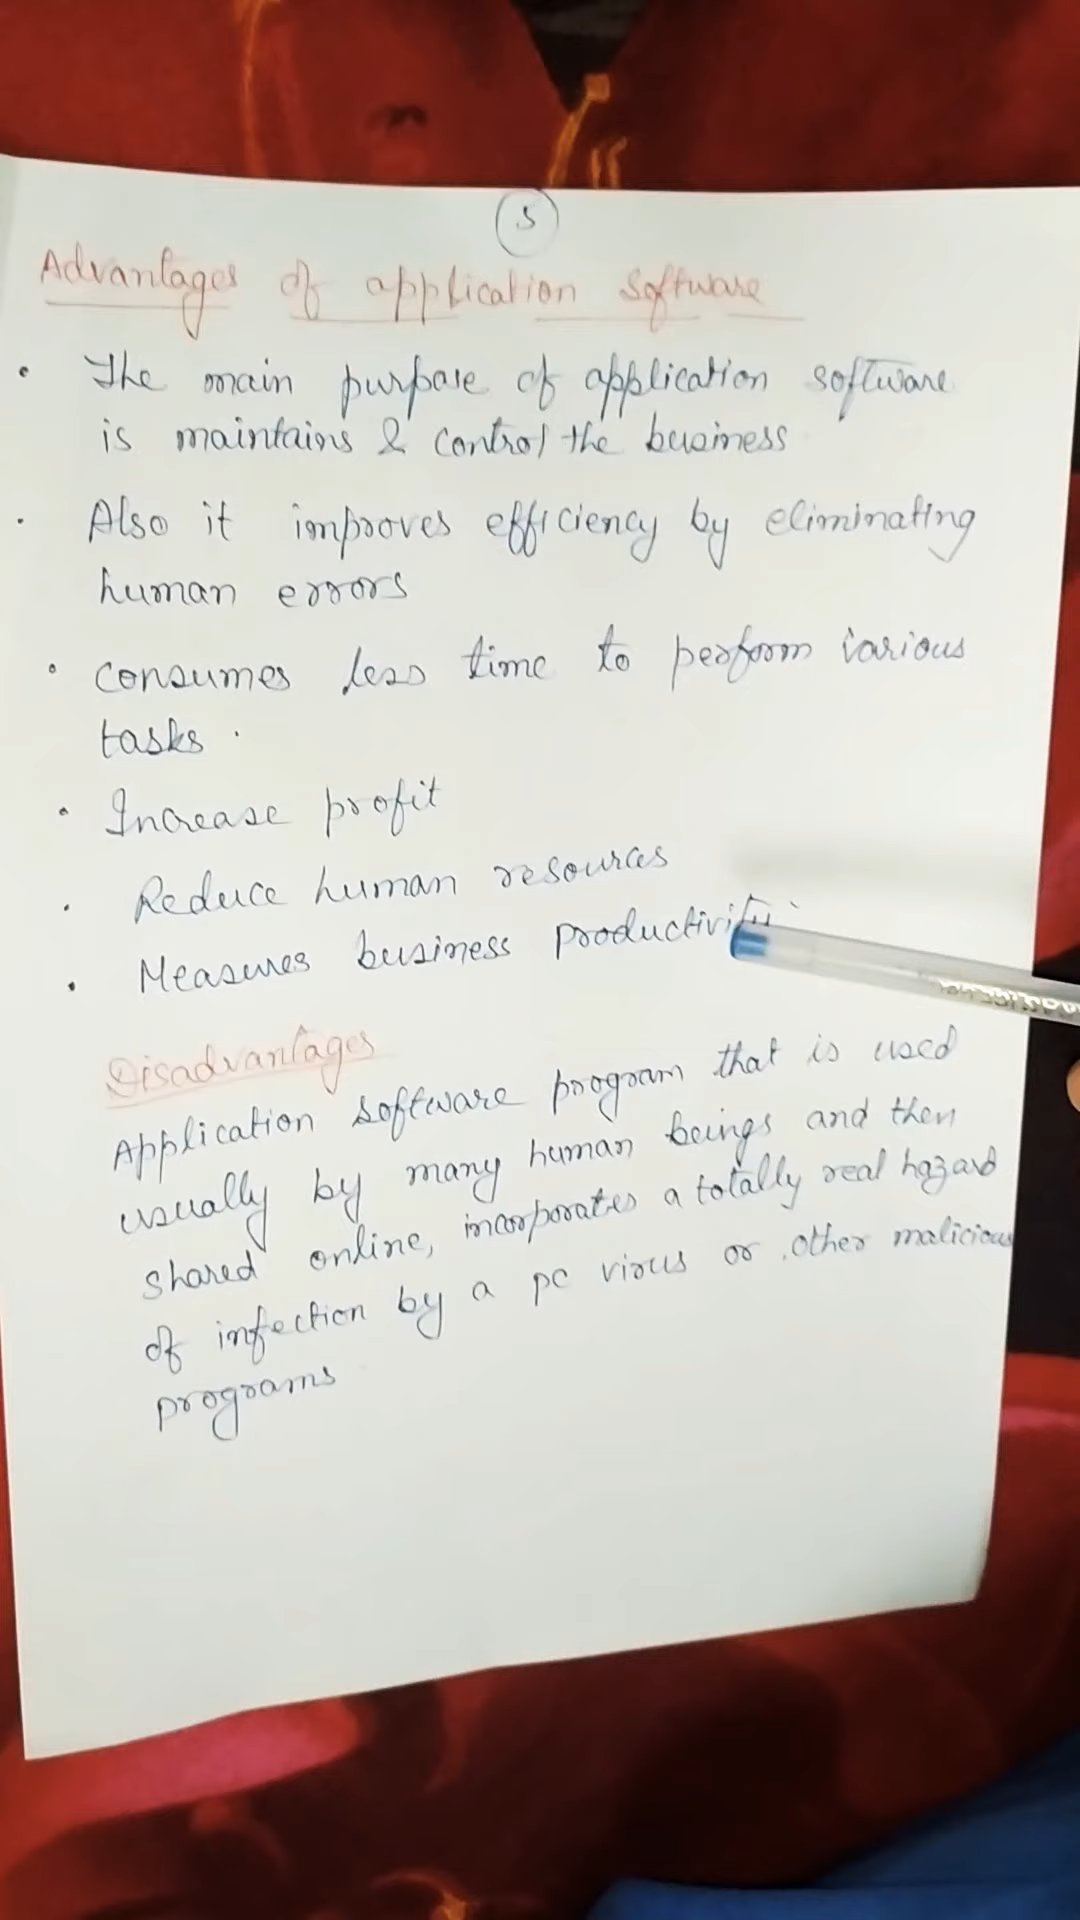 5
Advantages of application software
• The main purpose of application software
is maintains & control the business
• Also it improves efficiency by eliminating
human errors
• consumes less time to perform various
tasks.
• Increase profit
• Reduce human resources
• Measures business productivity.
Disadvantages
Application software program that is used
usually by many human beings and then
shared online, incorporates a totally real hazard
of infection by a pc virus or other malicious
programs